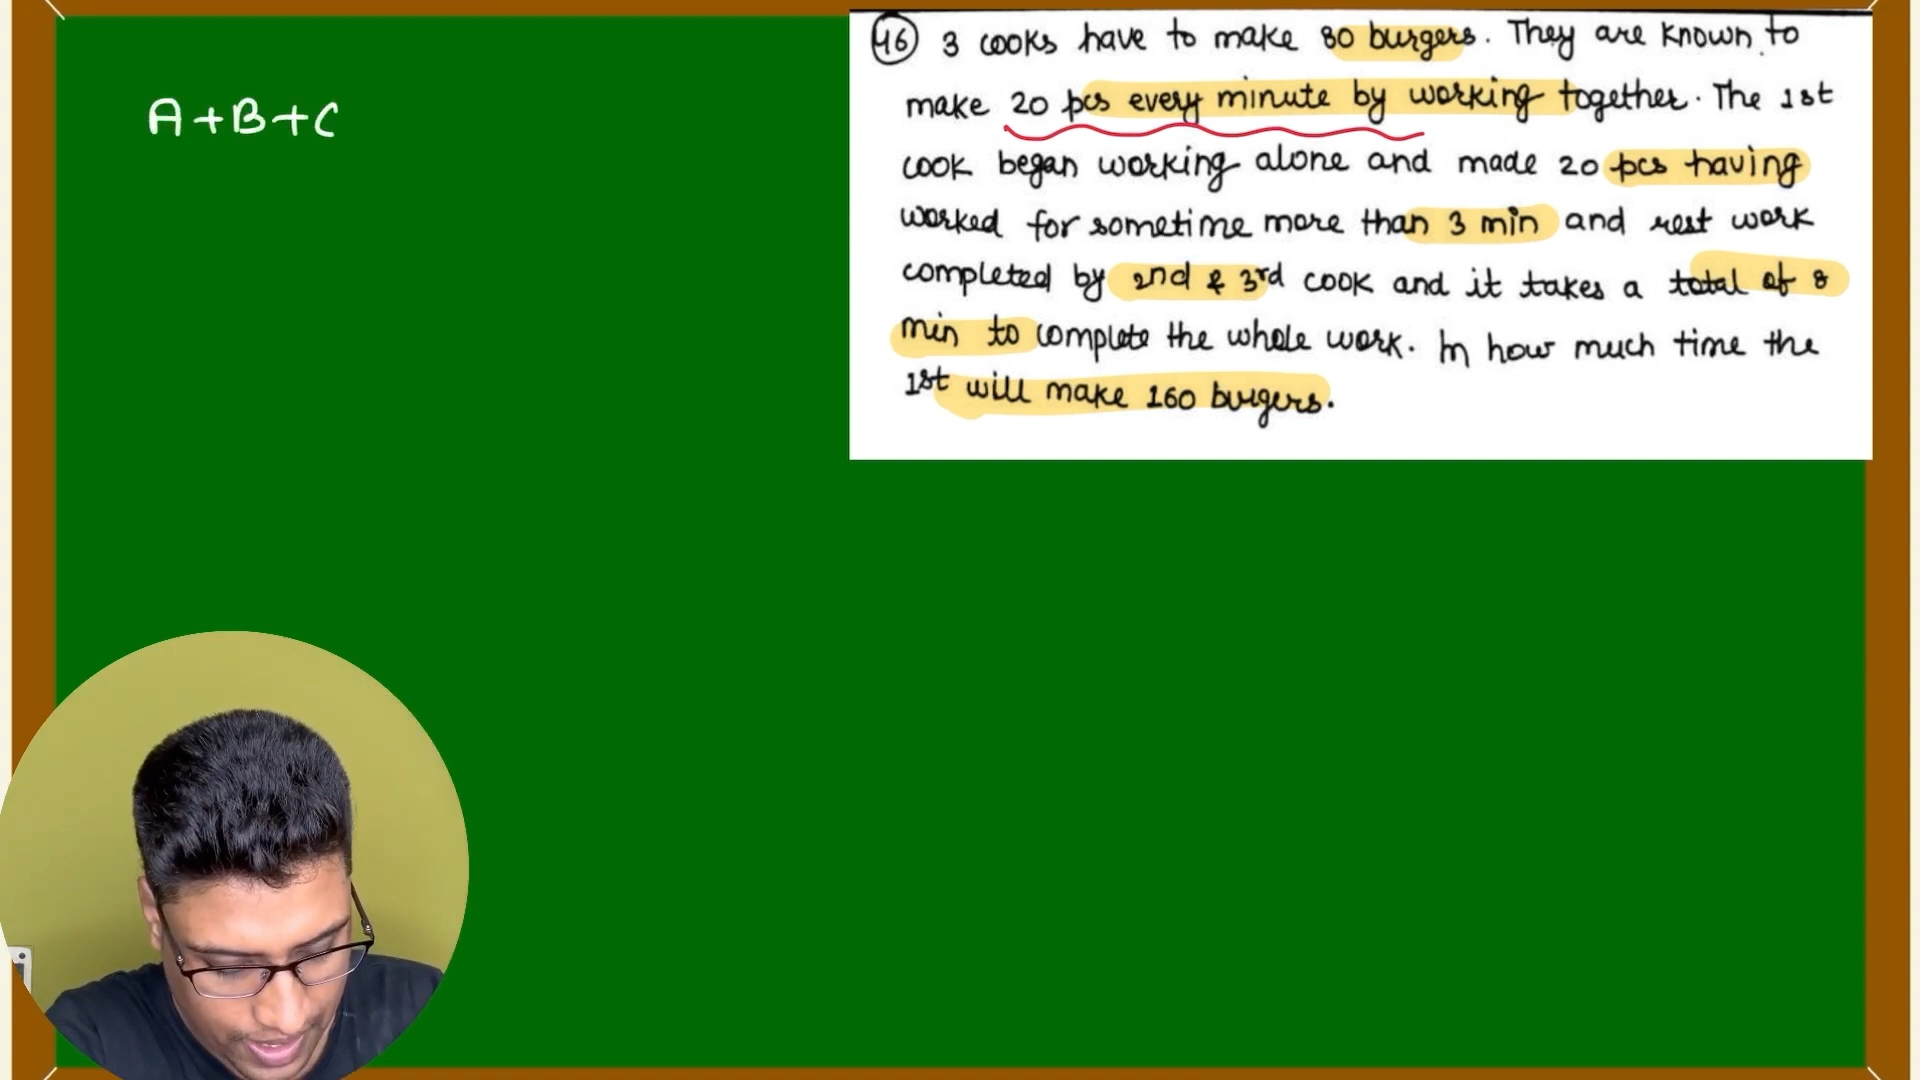 A+B+C
46 3 cooks have to make 80 burgers. They are known to
make 20 pcs every minute by working together. The 1st
cook began working alone and made 20 pcs having
worked for sometime more than 3 min and rest work
completed by 2nd & 3rd cook and it takes a total of 8
min to complete the whole work. In how much time the
1st will make 160 burgers.